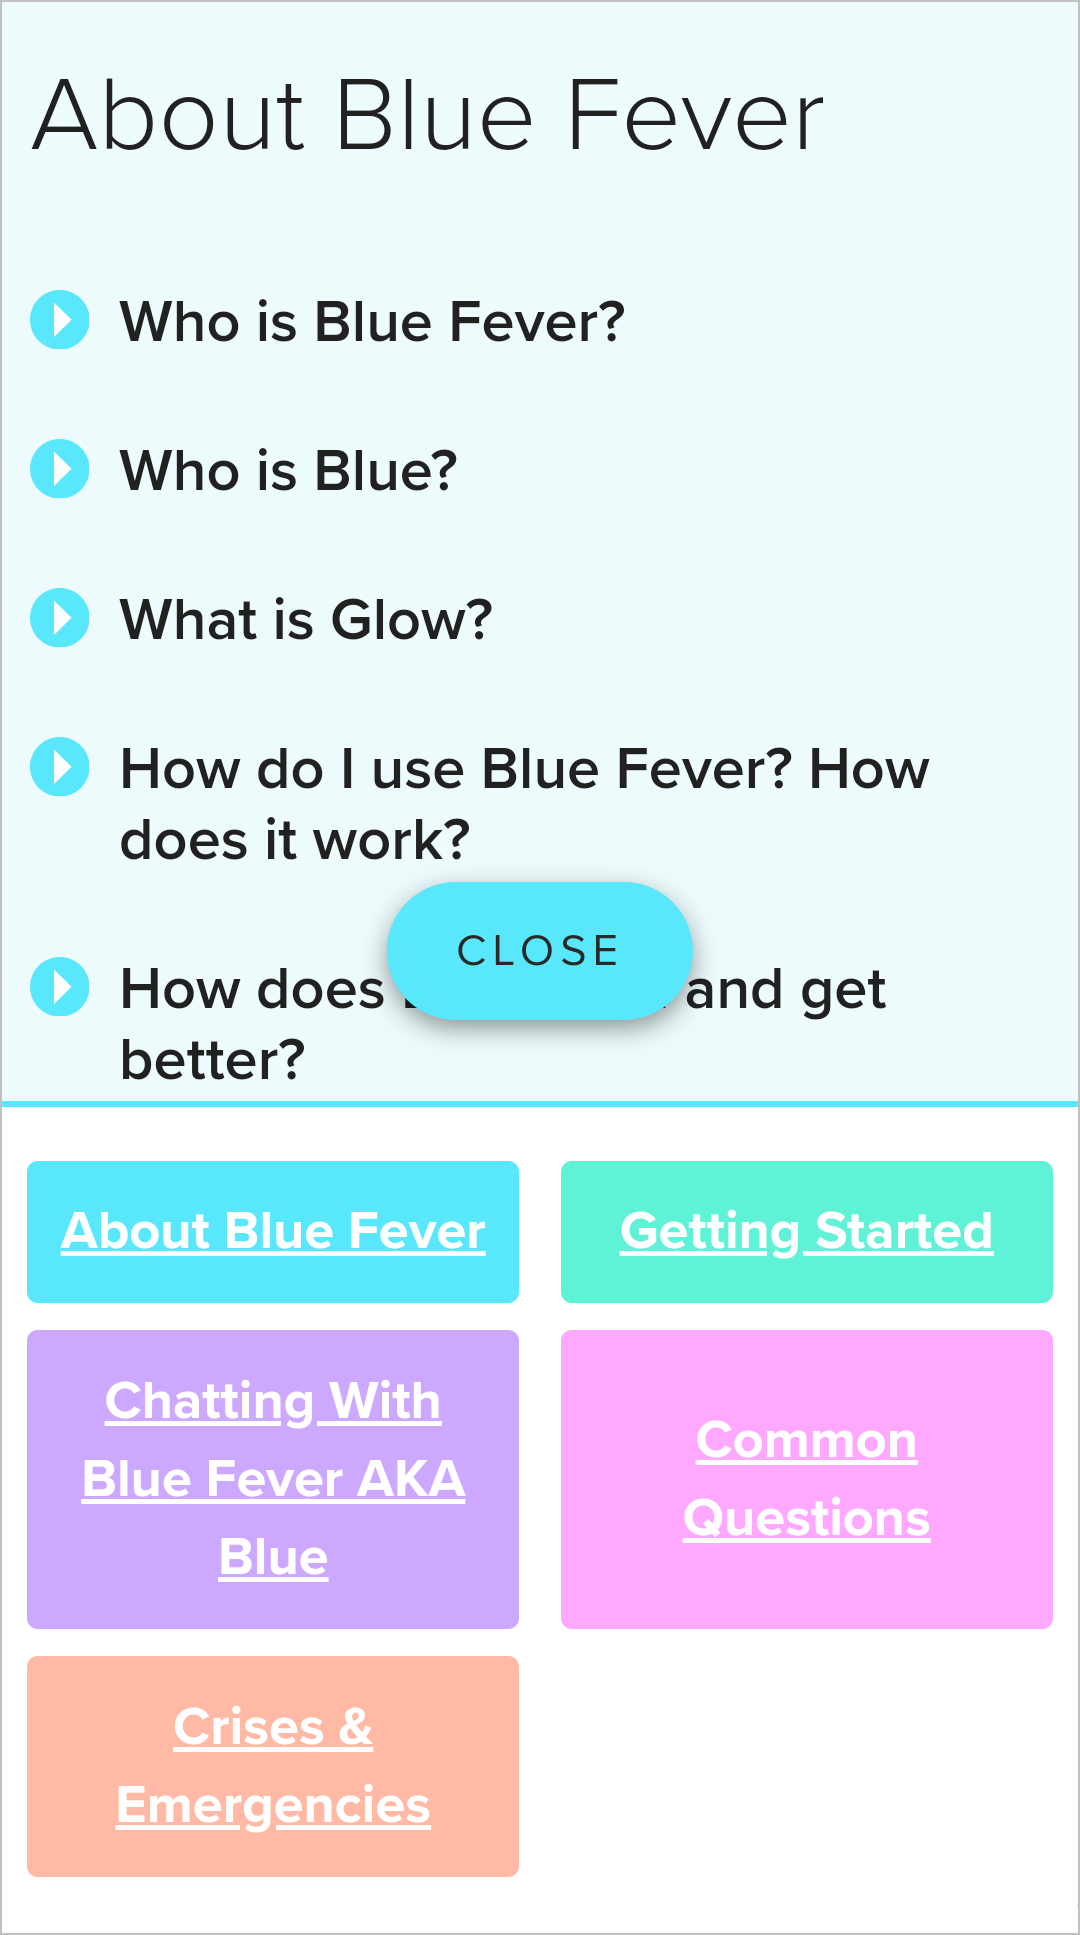 About Blue Fever
Who is Blue Fever?
Who is Blue?
What is Glow?
How do I use Blue Fever? How
does it work?
CLOSE
How does and get
better?
About Blue Fever
Getting Started
Chatting With
Blue Fever AKA
Blue
Common
Questions
Crises &
Emergencies